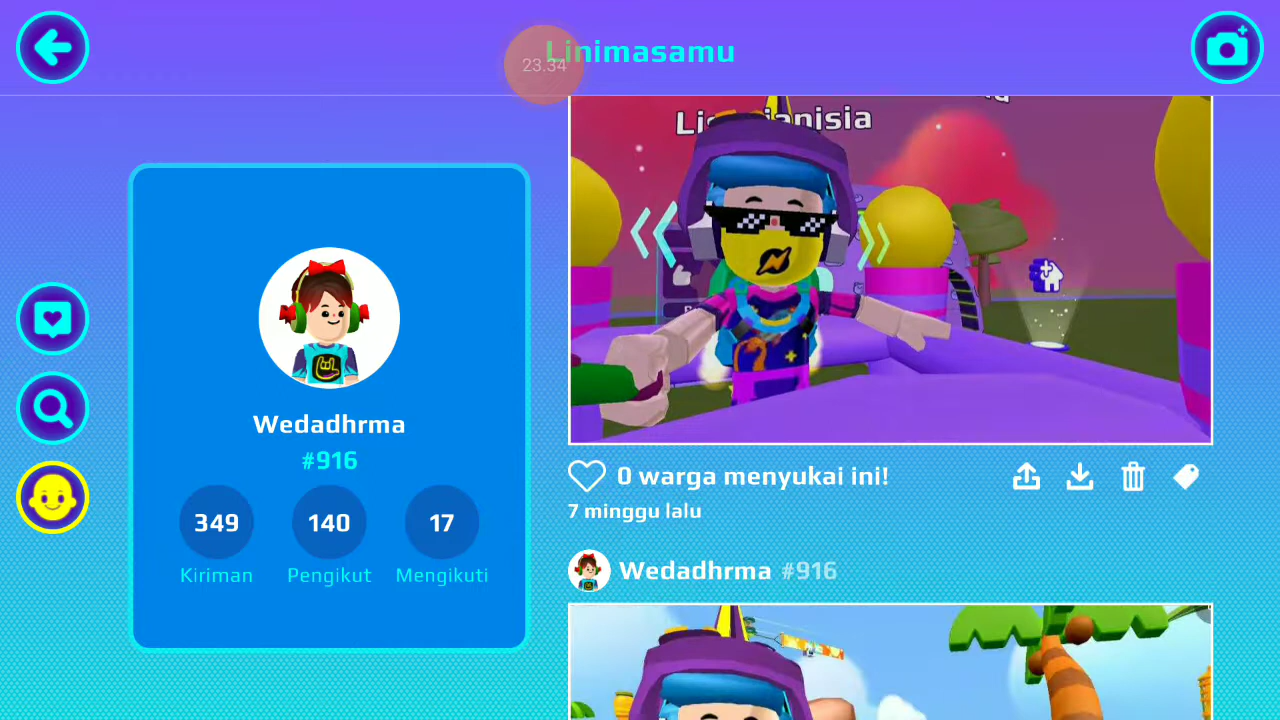 Linimasamu
23.34
Wedadhrma
#916
349
140
17
Kiriman
Pengikut
Mengikuti
0 warga menyukai ini!
7 minggu lalu
Wedadhrma #916